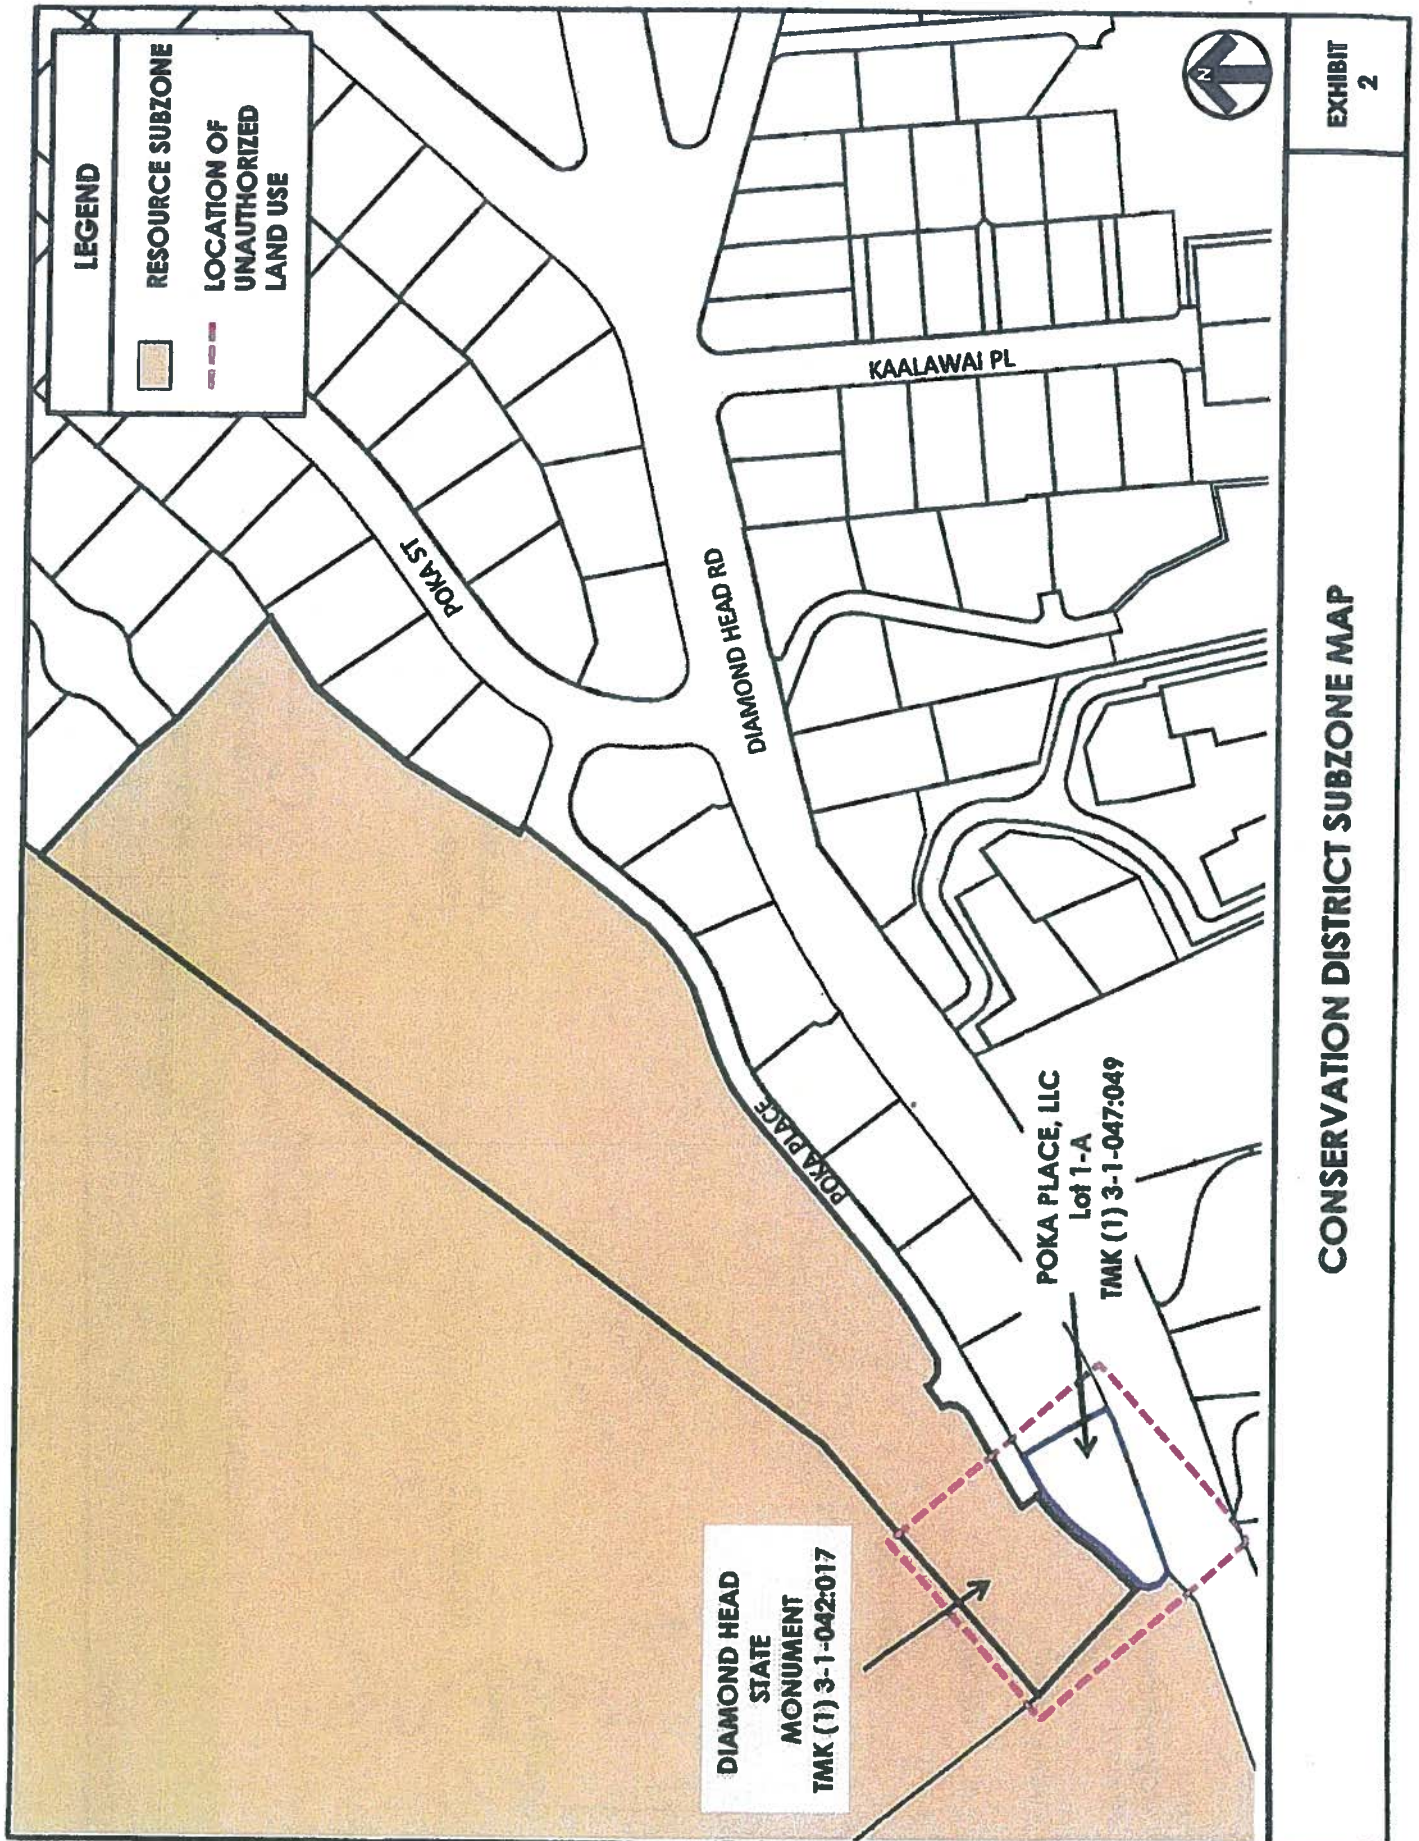 LEGEND
RESOURCE SUBZONE
LOCATION OF
UNAUTHORIZED
LAND USE
POKA ST
DIAMOND HEAD RD
KAALAWAI PL
POKA PLACE
POKA PLACE, LLC
Lot 1-A
TMK (1) 3-1-047:049
DIAMOND HEAD
STATE
MONUMENT
TMK (1) 3-1-042:017
N
CONSERVATION DISTRICT SUBZONE MAP
EXHIBIT
2